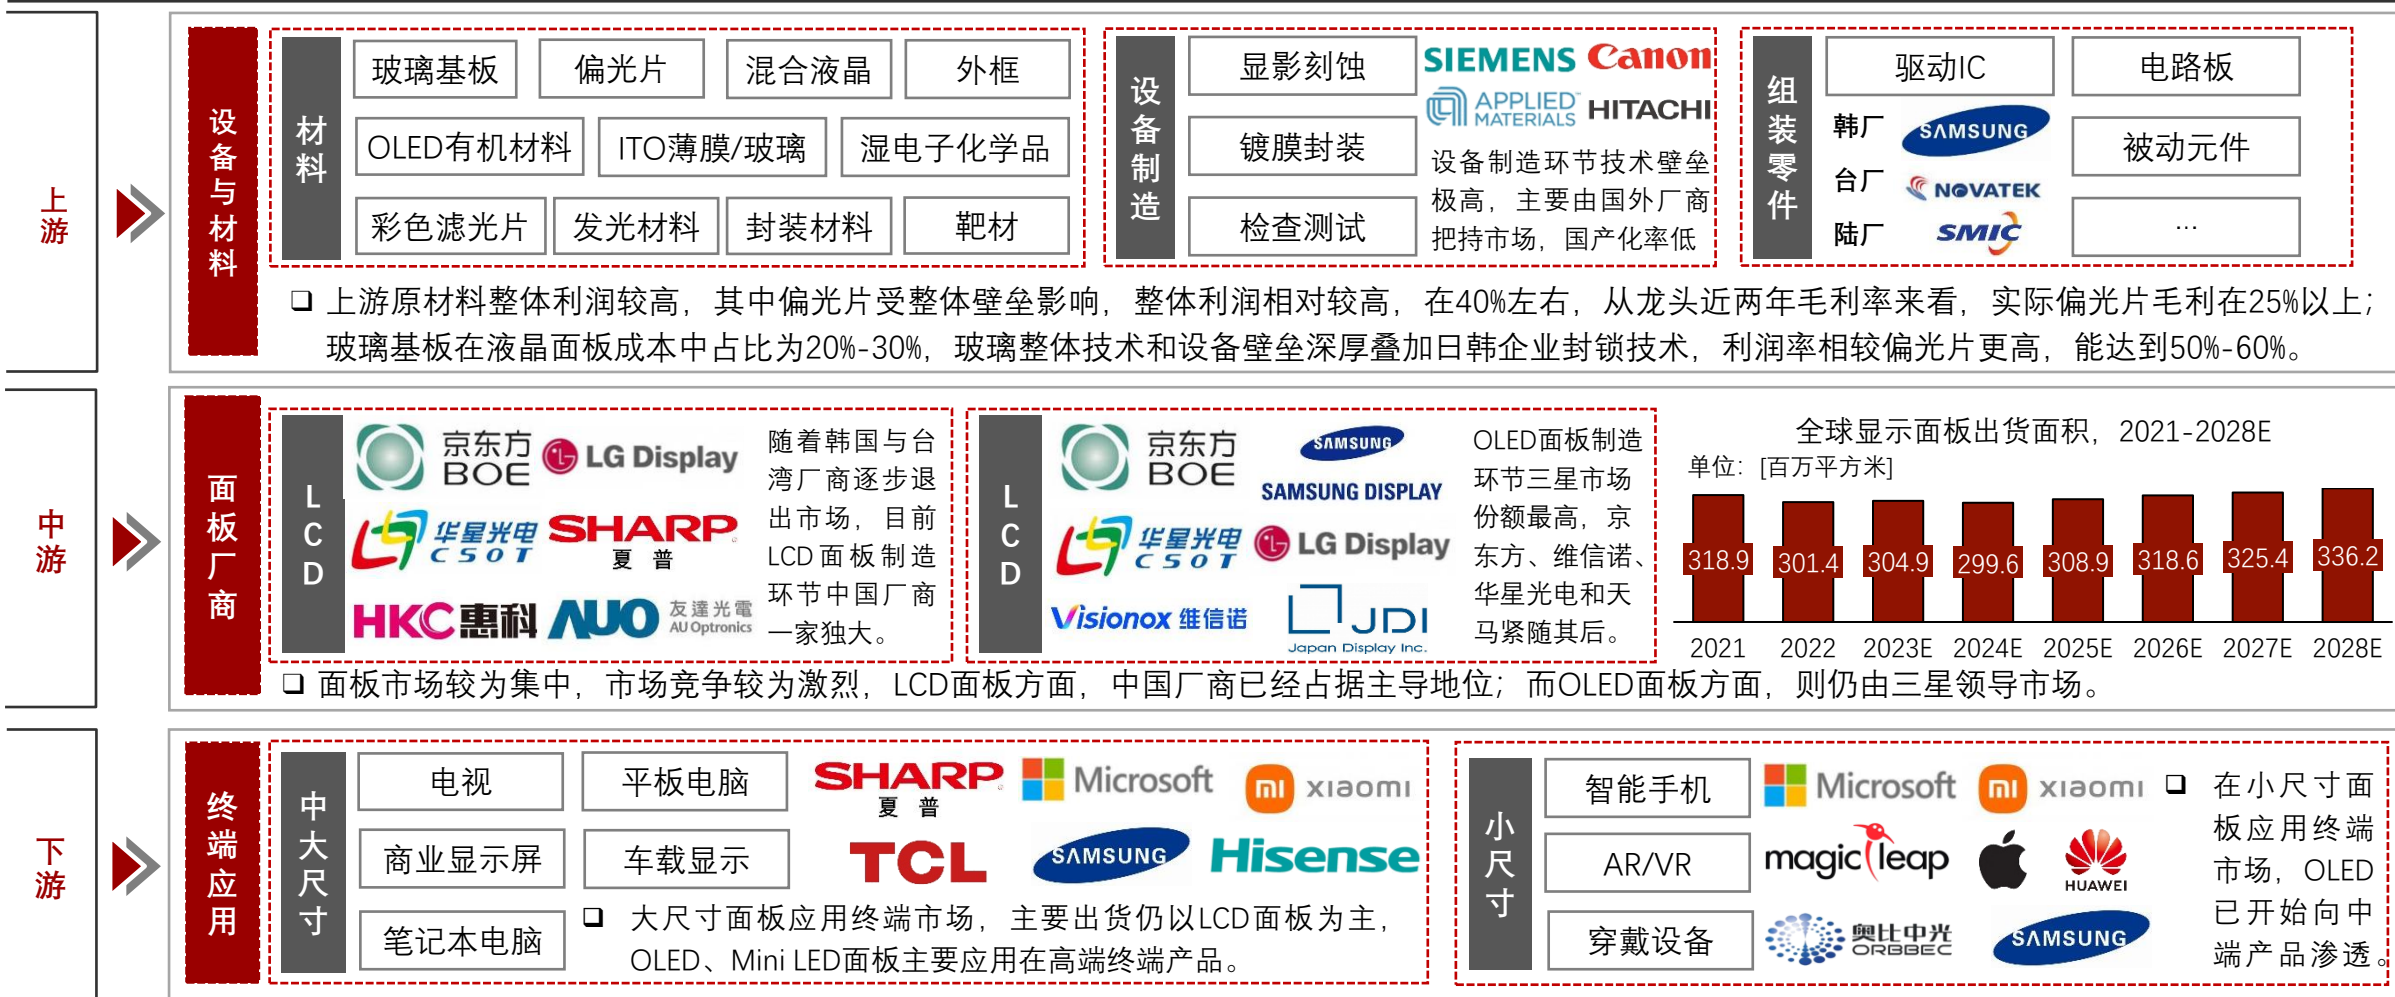 上游
设备与材料
材料
玻璃基板
偏光片
混合液晶
外框
OLED有机材料
ITO薄膜/玻璃
湿电子化学品
彩色滤光片
发光材料
封装材料
靶材
设备制造
显影刻蚀
镀膜封装
检查测试
SIEMENS
Canon
APPLIED MATERIALS
HITACHI
设备制造环节技术壁垒
极高，主要由国外厂商
把持市场，国产化率低
组装零件
驱动IC
电路板
韩厂
SAMSUNG
被动元件
台厂
NOVATEK
陆厂
SMIC
...
上游原材料整体利润较高，其中偏光片受整体壁垒影响，整体利润相对较高，在40%左右，从龙头近两年毛利率来看，实际偏光片毛利在25%以上；
玻璃基板在液晶面板成本中占比为20%-30%，玻璃整体技术和设备壁垒深厚叠加日韩企业封锁技术，利润率相较偏光片更高，能达到50%-60%。
中游
面板厂商
LCD
京东方
BOE
LG Display
华星光电
CSOT
SHARP
夏普
HKC惠科
AUO
友達光電
AU Optronics
随着韩国与台
湾厂商逐步退
出市场，目前
LCD面板制造
环节中国厂商
一家独大。
LCD
京东方
BOE
SAMSUNG
SAMSUNG DISPLAY
华星光电
CSOT
LG Display
Visionox 维信诺
JDI
Japan Display Inc.
OLED面板制造
环节三星市场
份额最高，京
东方、维信诺、
华星光电和天
马紧随其后。
全球显示面板出货面积，2021-2028E
单位：[百万平方米]
318.9 301.4 304.9 299.6 308.9 318.6 325.4 336.2
2021 2022 2023E 2024E 2025E 2026E 2027E 2028E
面板市场较为集中，市场竞争较为激烈，LCD面板方面，中国厂商已经占据主导地位；而OLED面板方面，则仍由三星领导市场。
下游
终端应用
中大尺寸
电视
平板电脑
商业显示屏
车载显示
笔记本电脑
SHARP
夏普
Microsoft
mi xiaomi
TCL
SAMSUNG
Hisense
大尺寸面板应用终端市场，主要出货仍以LCD面板为主，
OLED、Mini LED面板主要应用在高端终端产品。
小尺寸
智能手机
AR/VR
穿戴设备
Microsoft
mi xiaomi
magic leap
HUAWEI
奥比中光
ORBBEC
SAMSUNG
在小尺寸面
板应用终端
市场，OLED
已开始向中
端产品渗透。